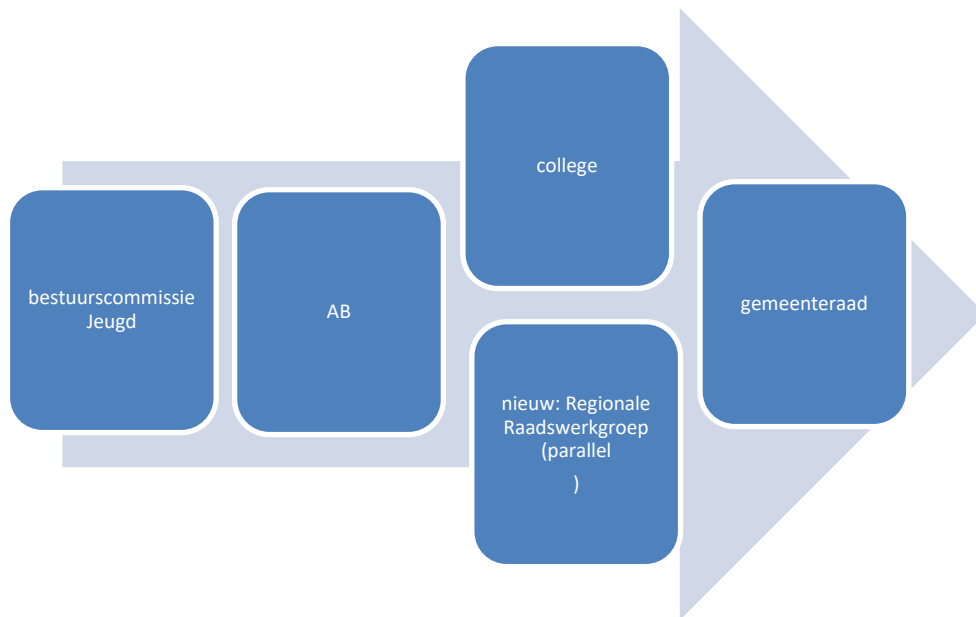 bestuurscommissie
Jeugd
AB
college
nieuw: Regionale
Raadswerkgroep
(parallel
)
gemeenteraad